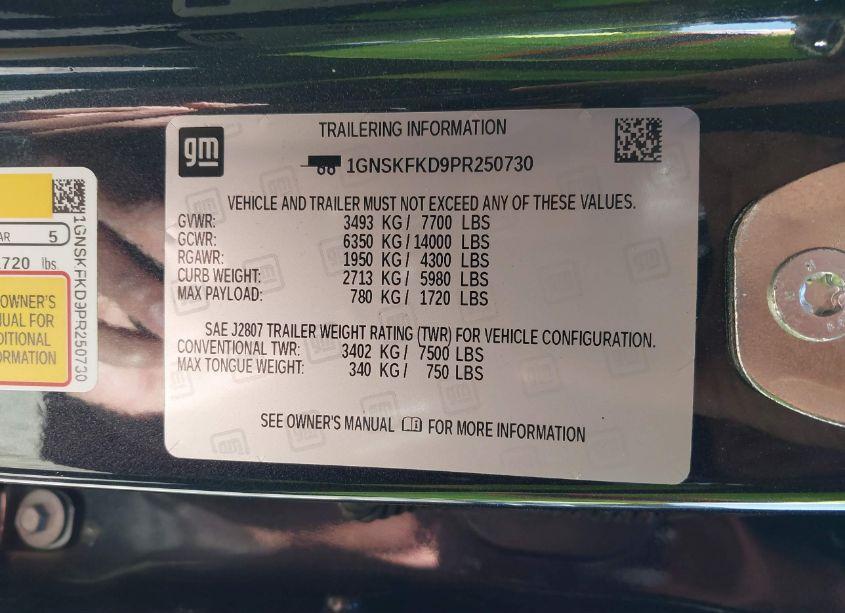 TRAILERING INFORMATION
gm
1GNSKFKD9PR250730
VEHICLE AND TRAILER MUST NOT EXCEED ANY OF THESE VALUES.
GVWR: 3493 KG / 7700 LBS
GCWR: 6350 KG / 14000 LBS
RGAWR: 1950 KG / 4300 LBS
CURB WEIGHT: 2713 KG / 5980 LBS
MAX PAYLOAD: 780 KG / 1720 LBS
SAE J2807 TRAILER WEIGHT RATING (TWR) FOR VEHICLE CONFIGURATION.
CONVENTIONAL TWR: 3402 KG / 7500 LBS
MAX TONGUE WEIGHT: 340 KG / 750 LBS
SEE OWNER'S MANUAL FOR MORE INFORMATION
AR 5
1720 lbs
OWNER'S
UAL FOR
DITIONAL
ORMATION
1GNSKFKD9PR250730